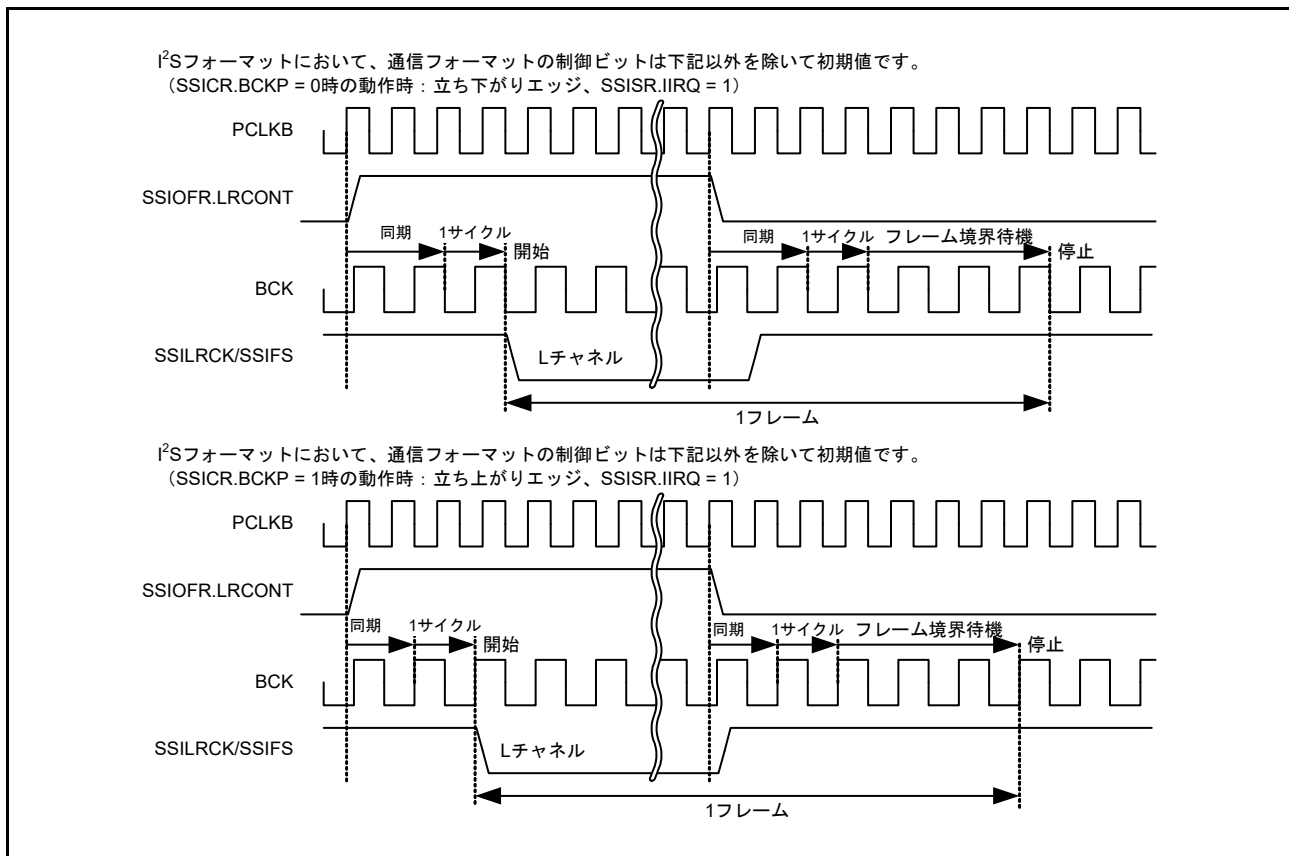 I²Sフォーマットにおいて、通信フォーマットの制御ビットは下記以外を除いて初期値です。
(SSICR.BCKP = 0時の動作時:立ち下がりエッジ、SSISR.IIRQ = 1)
PCLKB
SSIOFR.LRCONT
同期 1サイクル 開始 同期 1サイクル フレーム境界待機 停止
BCK
SSILRCK/SSIFS Lチャネル
1フレーム
I²Sフォーマットにおいて、通信フォーマットの制御ビットは下記以外を除いて初期値です。
(SSICR.BCKP = 1時の動作時:立ち上がりエッジ、SSISR.IIRQ = 1)
PCLKB
SSIOFR.LRCONT
同期 1サイクル 開始 同期 1サイクル フレーム境界待機 停止
BCK
SSILRCK/SSIFS Lチャネル
1フレーム